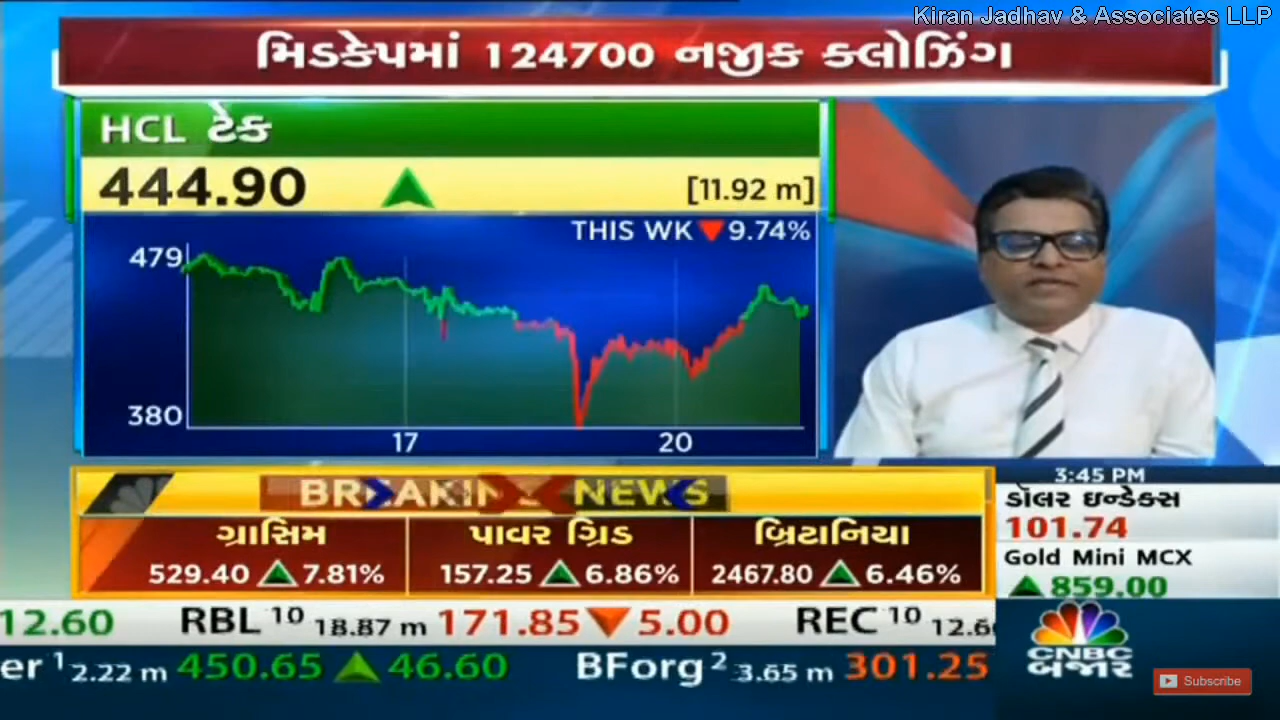 Kiran Jadhav & Associates LLP
મિડકેપમાં 124700 નજીક ક્લોઝિંગ
HCL ટેક
444.90 [11.92 m]
THIS WK 9.74%
479
380
17 20
BREAKING NEWS
ગ્રાસિમ પાવર ગ્રિડ બ્રિટાનિયા
529.40 7.81% 157.25 6.86% 2467.80 6.46%
3:45 PM
ડૉલર ઇન્ડેક્સ
101.74
Gold Mini MCX
859.00
12.60 RBL 10 18.87 m 171.85 5.00 REC 10
er 1 2.22 m 450.65 46.60 BForg 2 3.65 m 301.25
CNBC
બજાર
Subscribe